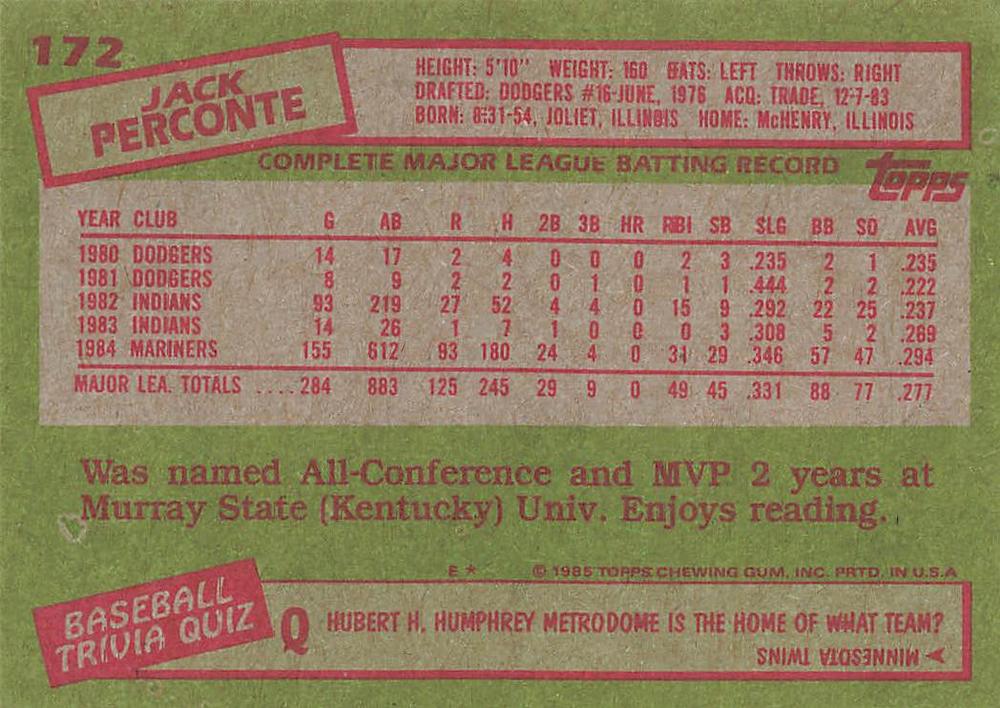 172
JACK
PERCONTE
HEIGHT: 5'10" WEIGHT: 160 BATS: LEFT THROWS: RIGHT
DRAFTED: DODGERS #16-JUNE, 1976 ACQ: TRADE, 12-7-83
BORN: 8-31-54, JOLIET, ILLINOIS HOME: McHENRY, ILLINOIS
COMPLETE MAJOR LEAGUE BATTING RECORD
TOPPS
YEAR CLUB G AB R H 2B 3B HR RBI SB SLG BB SO AVG
1980 DODGERS 14 17 2 4 0 0 0 2 3 .235 2 1 .235
1981 DODGERS 8 9 2 2 0 1 0 1 1 .444 2 2 .222
1982 INDIANS 93 219 27 52 4 4 0 15 9 .292 22 25 .237
1983 INDIANS 14 26 1 7 1 0 0 0 3 .308 5 2 .269
1984 MARINERS 155 612 93 180 24 4 0 31 29 .346 57 47 .294
MAJOR LEA. TOTALS .... 284 883 125 245 29 9 0 49 45 .331 88 77 .277
Was named All-Conference and MVP 2 years at
Murray State (Kentucky) Univ. Enjoys reading.
E * © 1985 TOPPS CHEWING GUM, INC. PRTD. IN U.S.A
BASEBALL
TRIVIA QUIZ
Q HUBERT H. HUMPHREY METRODOME IS THE HOME OF WHAT TEAM?
MINNESOTA TWINS